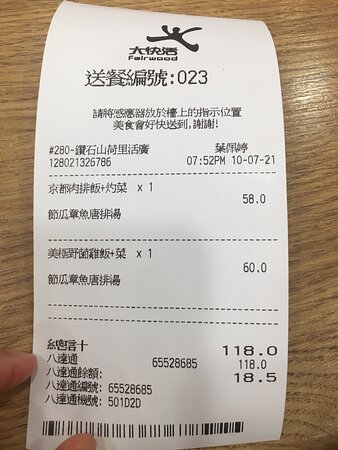 大快活
Fairwood
送餐編號:023
請將感應器放於檯上的指示位置
美食會好快送到,謝謝!
#280-鑽石山荷里活廣 葉佩婷
128021326786 07:52PM 10-07-21
京都肉排飯+灼菜 x 1 58.0
節瓜章魚唐排湯
美極野菌雞飯+菜 x 1 60.0
節瓜章魚唐排湯
總計 118.0
八達通 65528685 118.0
八達通餘額: 18.5
八達通編號: 65528685
八達通機號: 501D2D